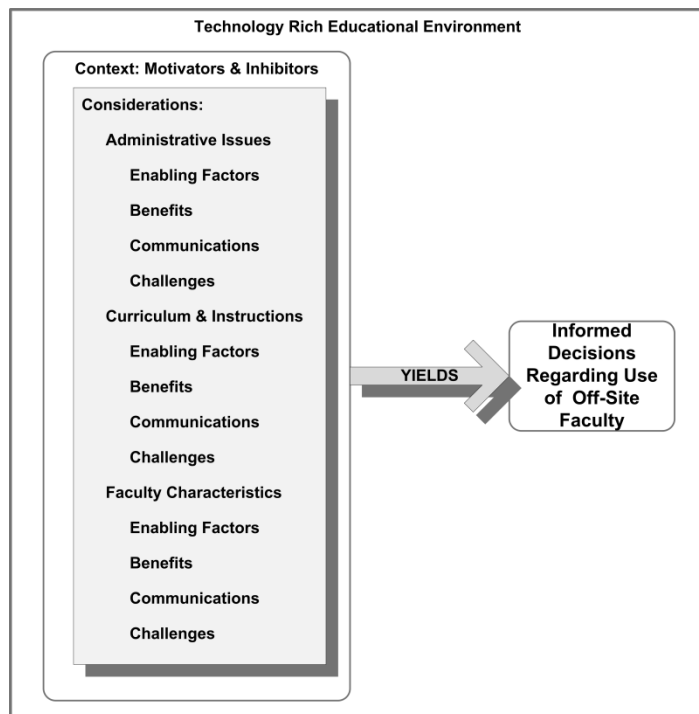 Technology Rich Educational Environment
Context: Motivators & Inhibitors
Considerations:
Administrative Issues
Enabling Factors
Benefits
Communications
Challenges
Curriculum & Instructions
Enabling Factors
Benefits
Communications
Challenges
Faculty Characteristics
Enabling Factors
Benefits
Communications
Challenges
YIELDS
Informed
Decisions
Regarding Use
of Off-Site
Faculty